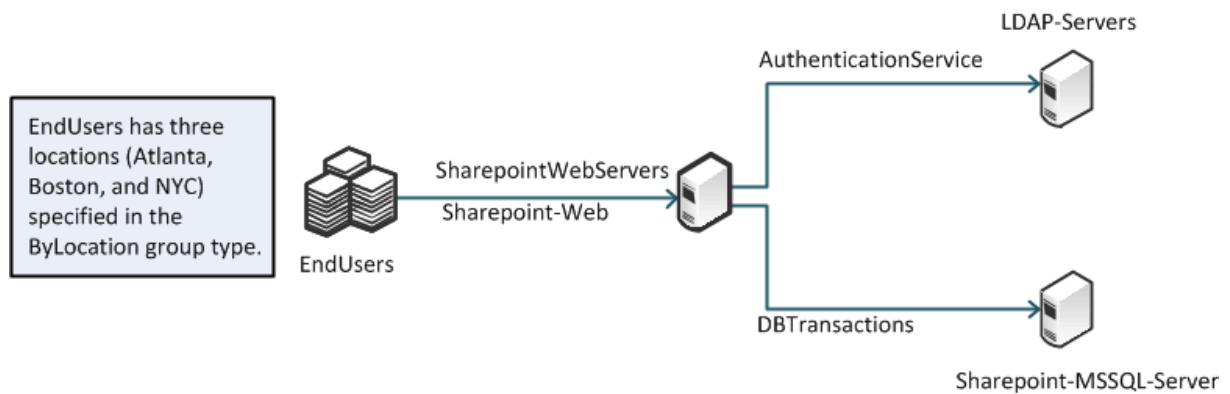 EndUsers has three
locations (Atlanta,
Boston, and NYC)
specified in the
ByLocation group type.
EndUsers
SharepointWebServers
Sharepoint-Web
LDAP-Servers
AuthenticationService
DBTransactions
Sharepoint-MSSQL-Server